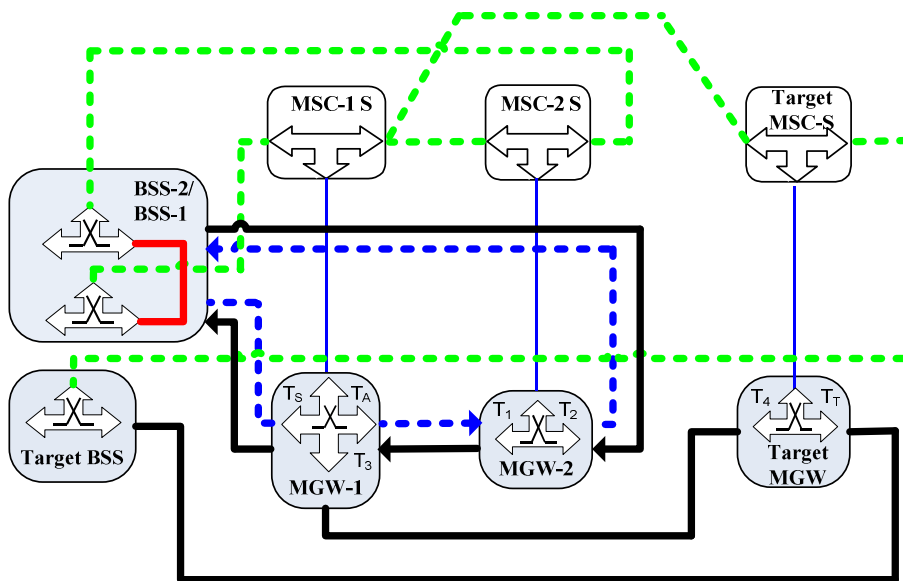 MSC-1 S
MSC-2 S
Target
MSC-S
BSS-2/
BSS-1
Target BSS
TS
TA
T3
MGW-1
T1
T2
MGW-2
T4
TT
Target
MGW